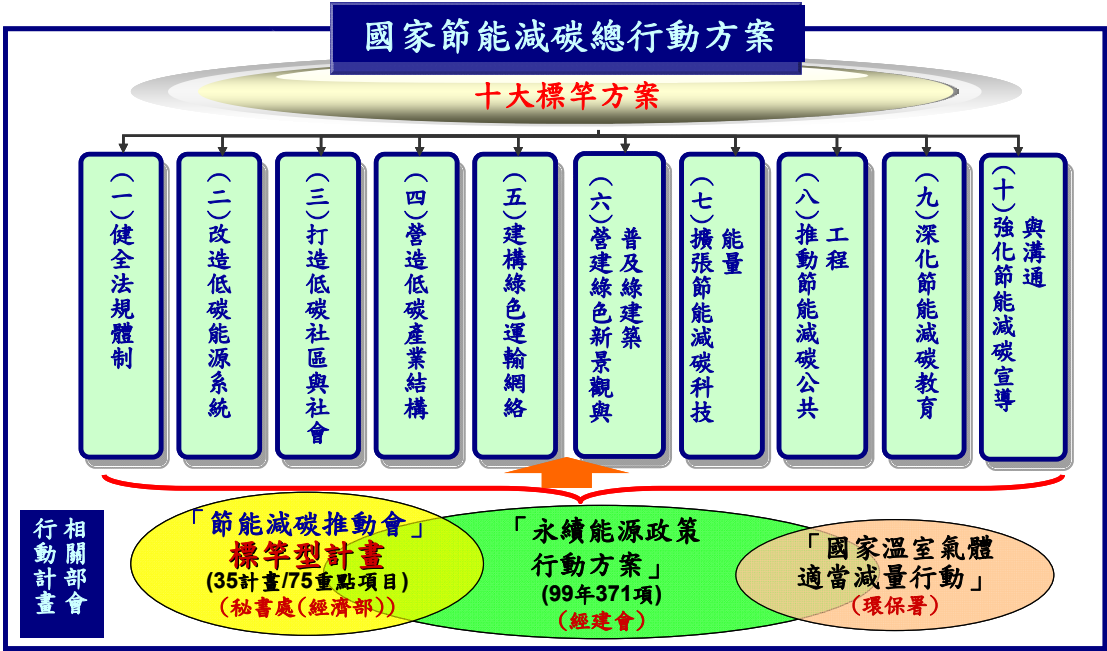 國家節能減碳總行動方案
十大標竿方案
(一)健全法規體制
(二)改造低碳能源系統
(三)打造低碳社區與社會
(四)營造低碳產業結構
(五)建構綠色運輸網絡
(六)營建綠色新景觀與
普及綠建築
(七)擴張節能減碳科技
能量
(八)推動節能減碳公共
工程
(九)深化節能減碳教育
(十)強化節能減碳宣導
與溝通
相關部會
行動計畫
「節能減碳推動會」
標竿型計畫
(35計畫/75重點項目)
(秘書處(經濟部))
「永續能源政策
行動方案」
(99年371項)
(經建會)
「國家溫室氣體
適當減量行動」
(環保署)